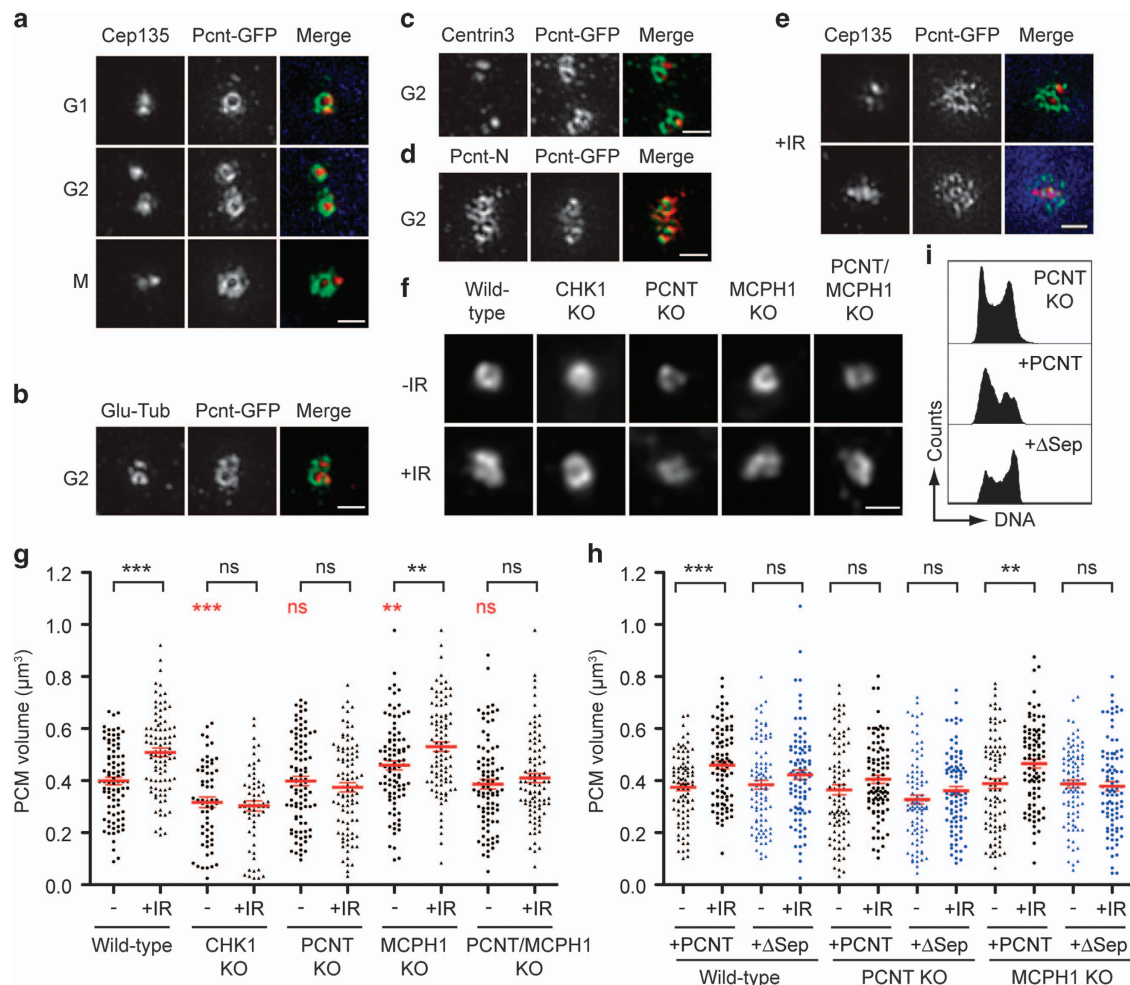 a
Cep135 Pcnt-GFP Merge
G1
G2
M
b
Glu-Tub Pcnt-GFP Merge
G2
c
Centrin3 Pcnt-GFP Merge
G2
d
Pcnt-N Pcnt-GFP Merge
G2
e
Cep135 Pcnt-GFP Merge
+IR
f
Wild- CHK1 PCNT MCPH1 PCNT/
type KO KO KO MCPH1
KO
-IR
+IR
i
PCNT
KO
+PCNT
+ΔSep
Counts
DNA
g
*** ns ns ** ns
*** ns ** ns
1.2
1.0
0.8
0.6
0.4
0.2
0.0
PCM volume (μm³)
- +IR - +IR - +IR - +IR - +IR
Wild-type CHK1 PCNT MCPH1 PCNT/MCPH1
KO KO KO KO
h
*** ns ns ns ** ns
1.2
1.0
0.8
0.6
0.4
0.2
0.0
PCM volume (μm³)
- +IR - +IR - +IR - +IR - +IR - +IR
+PCNT +ΔSep +PCNT +ΔSep +PCNT +ΔSep
Wild-type PCNT KO MCPH1 KO